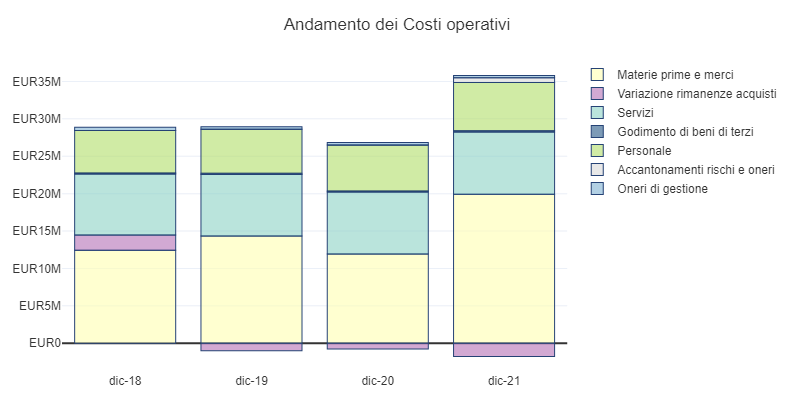 Andamento dei Costi operativi
EUR35M
EUR30M
EUR25M
EUR20M
EUR15M
EUR10M
EUR5M
EUR0
dic-18
dic-19
dic-20
dic-21
Materie prime e merci
Variazione rimanenze acquisti
Servizi
Godimento di beni di terzi
Personale
Accantonamenti rischi e oneri
Oneri di gestione